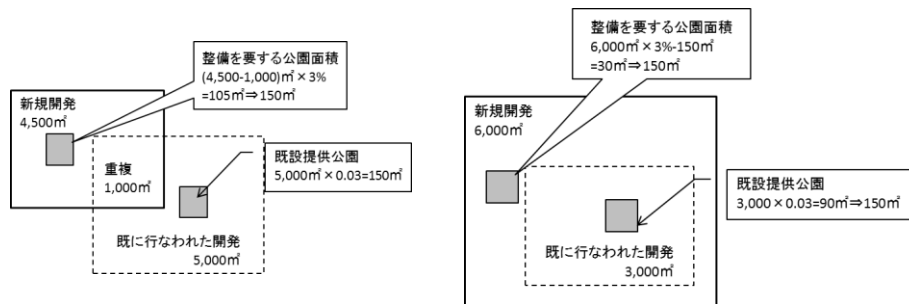 整備を要する公園面積
(4,500-1,000)㎡×3%
=105㎡⇒150㎡
新規開発
4,500㎡
重複
1,000㎡
既設提供公園
5,000㎡×0.03=150㎡
既に行なわれた開発
5,000㎡
整備を要する公園面積
6,000㎡×3%-150㎡
=30㎡⇒150㎡
新規開発
6,000㎡
既設提供公園
3,000×0.03=90㎡⇒150㎡
既に行なわれた開発
3,000㎡